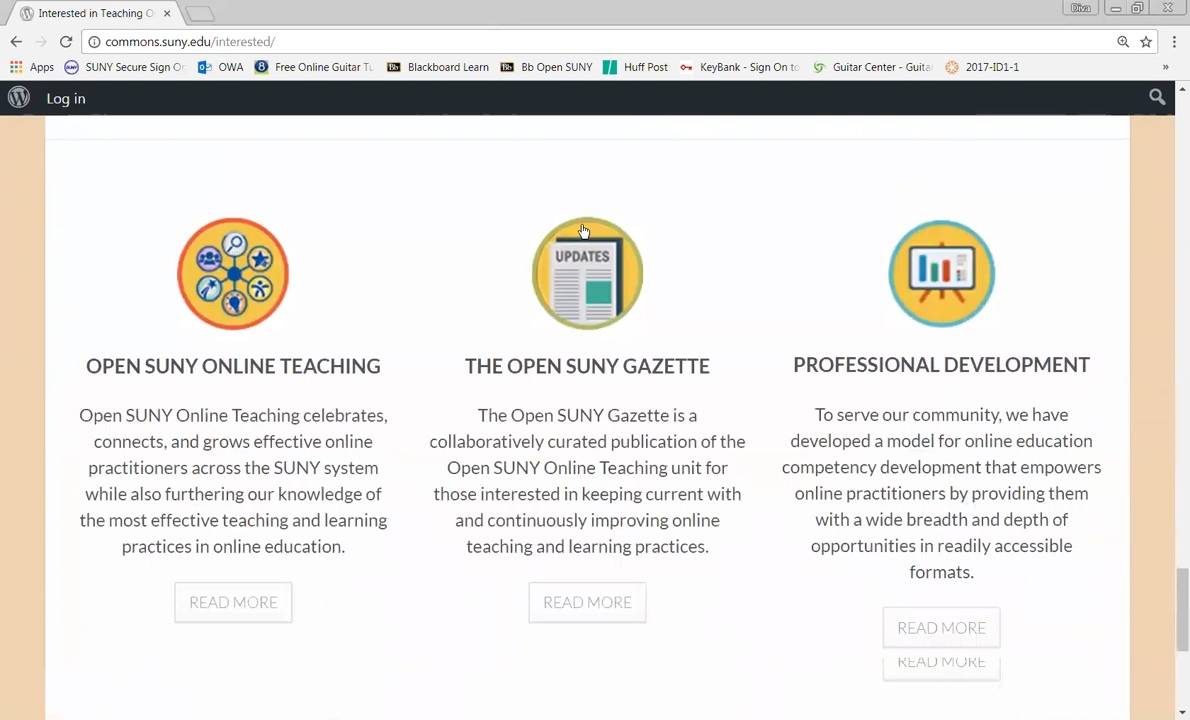 Interested in Teaching O
Diva
commons.suny.edu/interested/
Apps SUNY Secure Sign O OWA Free Online Guitar Tu Blackboard Learn Bb Open SUNY Huff Post KeyBank - Sign On to Guitar Center - Guita 2017-ID1-1 »
Log in
UPDATES
OPEN SUNY ONLINE TEACHING
Open SUNY Online Teaching celebrates,
connects, and grows effective online
practitioners across the SUNY system
while also furthering our knowledge of
the most effective teaching and learning
practices in online education.
READ MORE
THE OPEN SUNY GAZETTE
The Open SUNY Gazette is a
collaboratively curated publication of the
Open SUNY Online Teaching unit for
those interested in keeping current with
and continuously improving online
teaching and learning practices.
READ MORE
PROFESSIONAL DEVELOPMENT
To serve our community, we have
developed a model for online education
competency development that empowers
online practitioners by providing them
with a wide breadth and depth of
opportunities in readily accessible
formats.
READ MORE
READ MORE